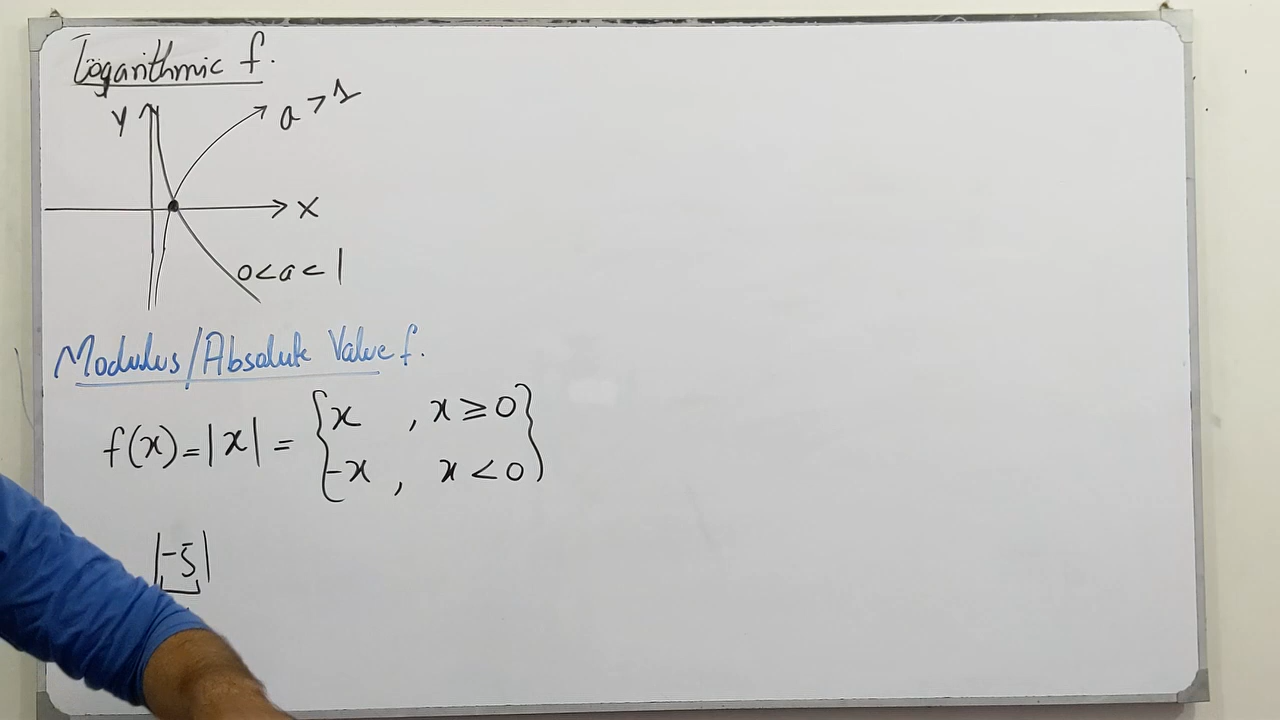 Logarithmic f.
Y
a > 1
X
0 < a < 1
Modulus/Absolute Value f.
f(x) = |x| = { x , x ≥ 0
-x , x < 0 }
|-5|